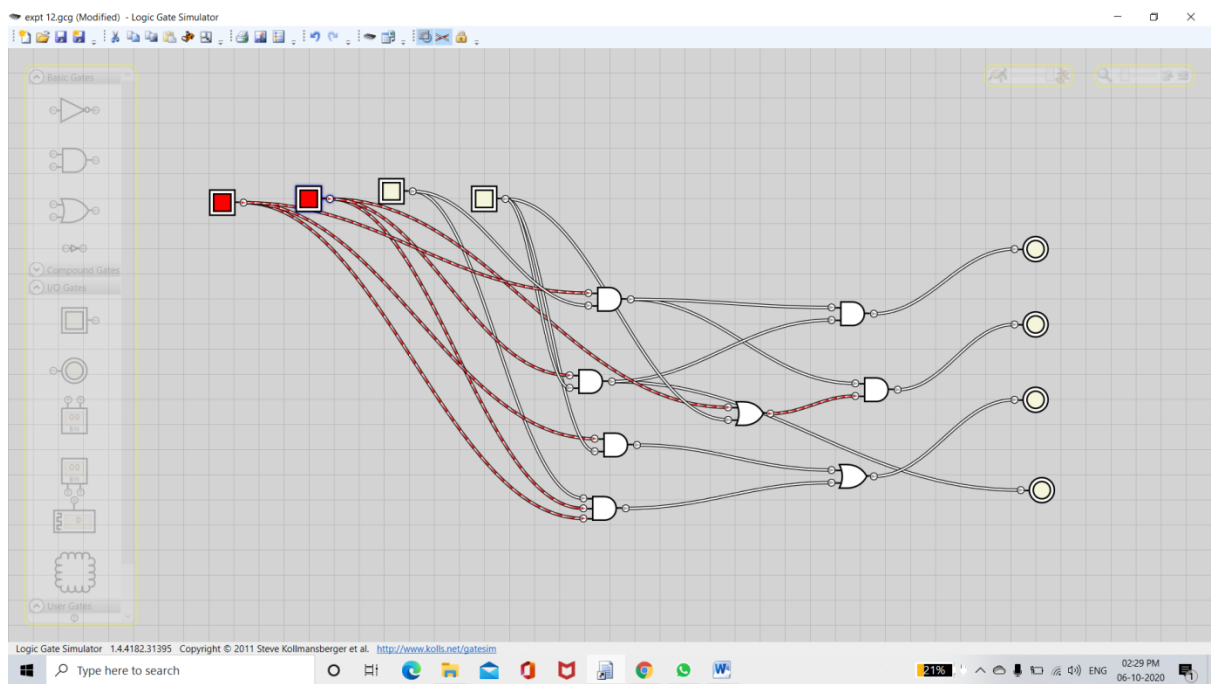 expt 12.gcg (Modified) - Logic Gate Simulator
Basic Gates
Compound Gates
I/O Gates
User Gates
Logic Gate Simulator 1.4.4182.31395 Copyright © 2011 Steve Kollmansberger et al. http://www.kolls.net/gatesim
Type here to search
21%
ENG
02:29 PM
06-10-2020